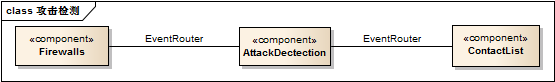 class 攻击检测
«component»
Firewalls
EventRouter
«component»
AttackDectection
EventRouter
«component»
ContactList